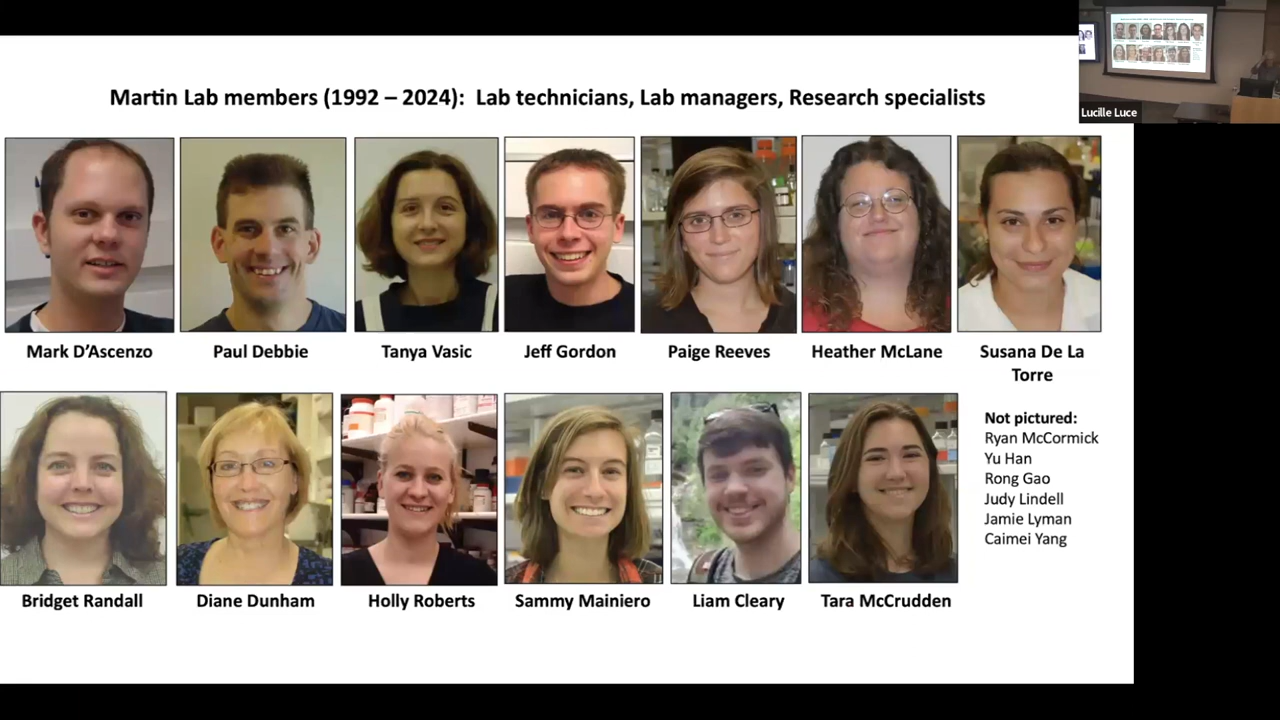 Martin Lab members (1992 – 2024):  Lab technicians, Lab managers, Research specialists
Lucille Luce
Mark D’Ascenzo
Paul Debbie
Tanya Vasic
Jeff Gordon
Paige Reeves
Heather McLane
Susana De La
Torre
Bridget Randall
Diane Dunham
Holly Roberts
Sammy Mainiero
Liam Cleary
Tara McCrudden
Not pictured:
Ryan McCormick
Yu Han
Rong Gao
Judy Lindell
Jamie Lyman
Caimei Yang